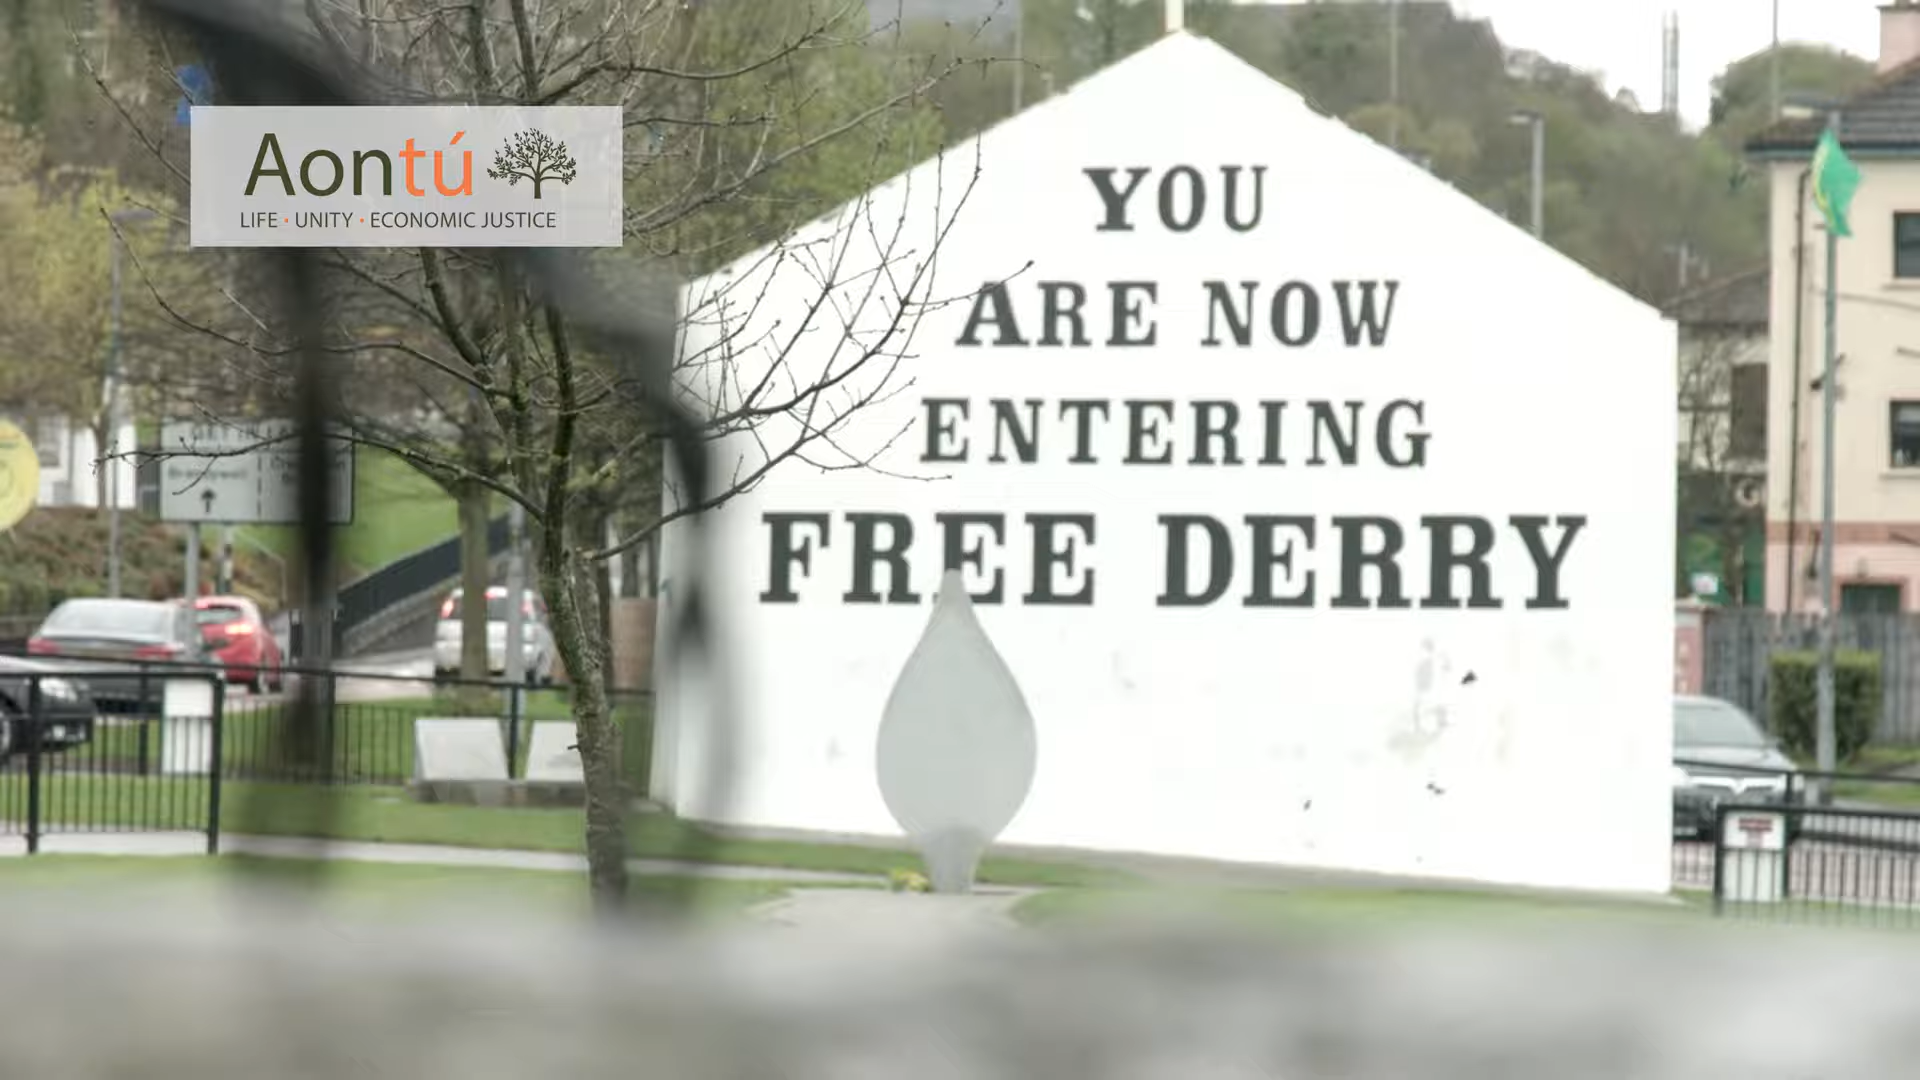 Aontú
LIFE · UNITY · ECONOMIC JUSTICE
YOU
ARE NOW
ENTERING
FREE DERRY